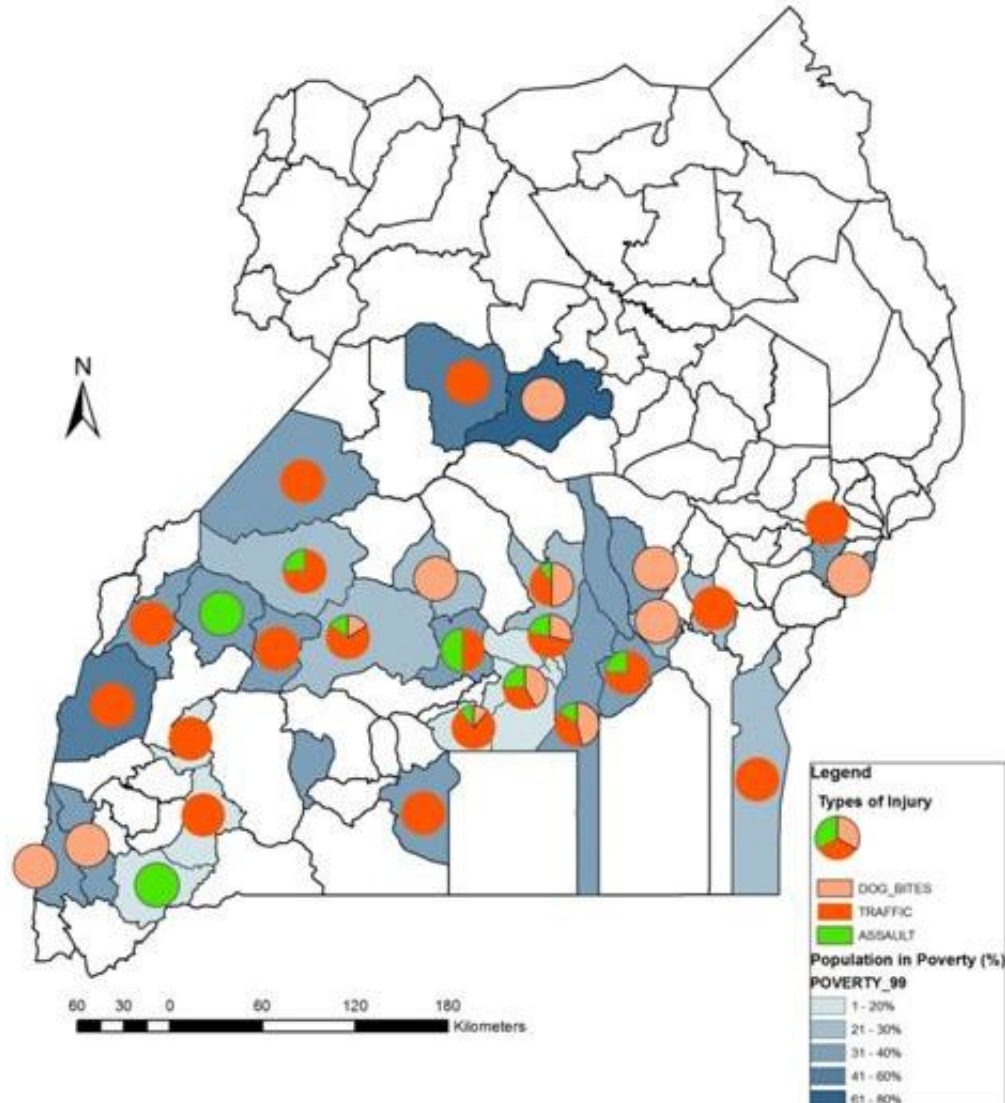 N
60 30 0 60 120 180
Kilometers
Legend
Types of Injury
DOG_BITES
TRAFFIC
ASSAULT
Population in Poverty (%)
POVERTY_99
1 - 20%
21 - 30%
31 - 40%
41 - 60%
61 - 80%